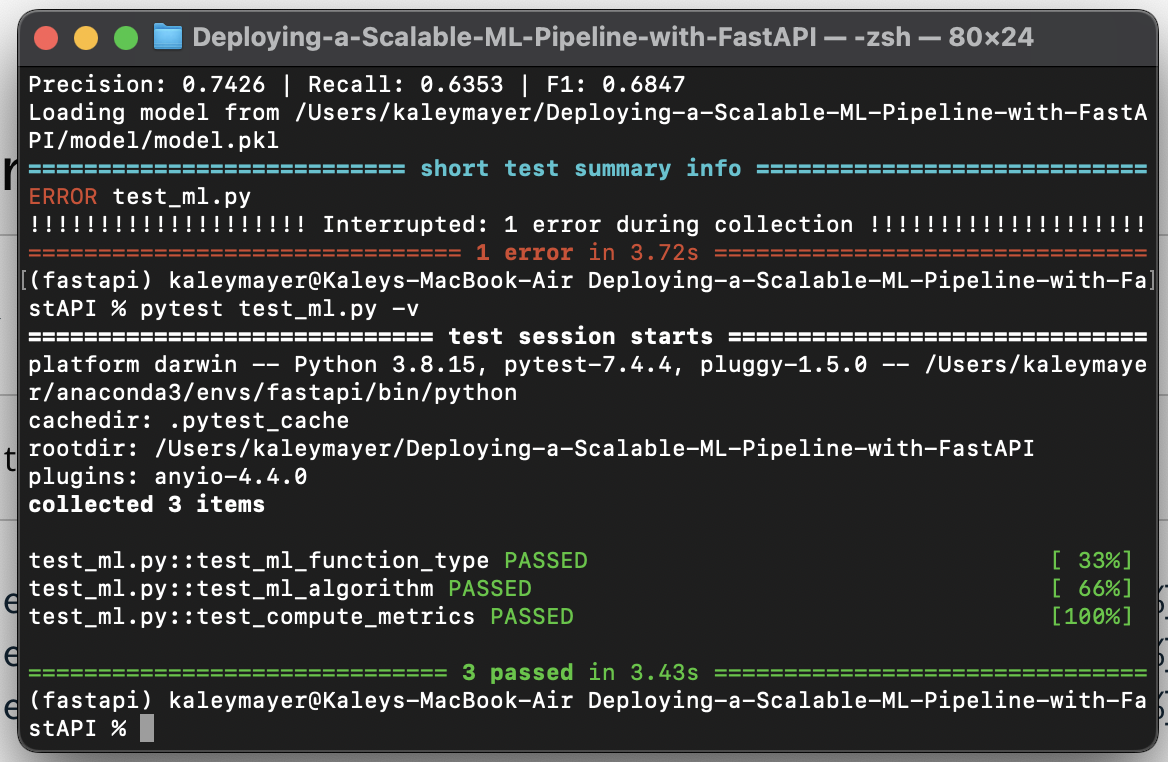 Deploying-a-Scalable-ML-Pipeline-with-FastAPI — -zsh — 80×24
Precision: 0.7426 | Recall: 0.6353 | F1: 0.6847
Loading model from /Users/kaleymayer/Deploying-a-Scalable-ML-Pipeline-with-FastA
PI/model/model.pkl
=========================== short test summary info ============================
ERROR test_ml.py
!!!!!!!!!!!!!!!!!!!! Interrupted: 1 error during collection !!!!!!!!!!!!!!!!!!!!
=============================== 1 error in 3.72s ===============================
[(fastapi) kaleymayer@Kaleys-MacBook-Air Deploying-a-Scalable-ML-Pipeline-with-Fa]
stAPI % pytest test_ml.py -v
============================= test session starts ==============================
platform darwin -- Python 3.8.15, pytest-7.4.4, pluggy-1.5.0 -- /Users/kaleymaye
r/anaconda3/envs/fastapi/bin/python
cachedir: .pytest_cache
rootdir: /Users/kaleymayer/Deploying-a-Scalable-ML-Pipeline-with-FastAPI
plugins: anyio-4.4.0
collected 3 items
test_ml.py::test_ml_function_type PASSED [ 33%]
test_ml.py::test_ml_algorithm PASSED [ 66%]
test_ml.py::test_compute_metrics PASSED [100%]
============================== 3 passed in 3.43s ===============================
(fastapi) kaleymayer@Kaleys-MacBook-Air Deploying-a-Scalable-ML-Pipeline-with-Fa
stAPI %